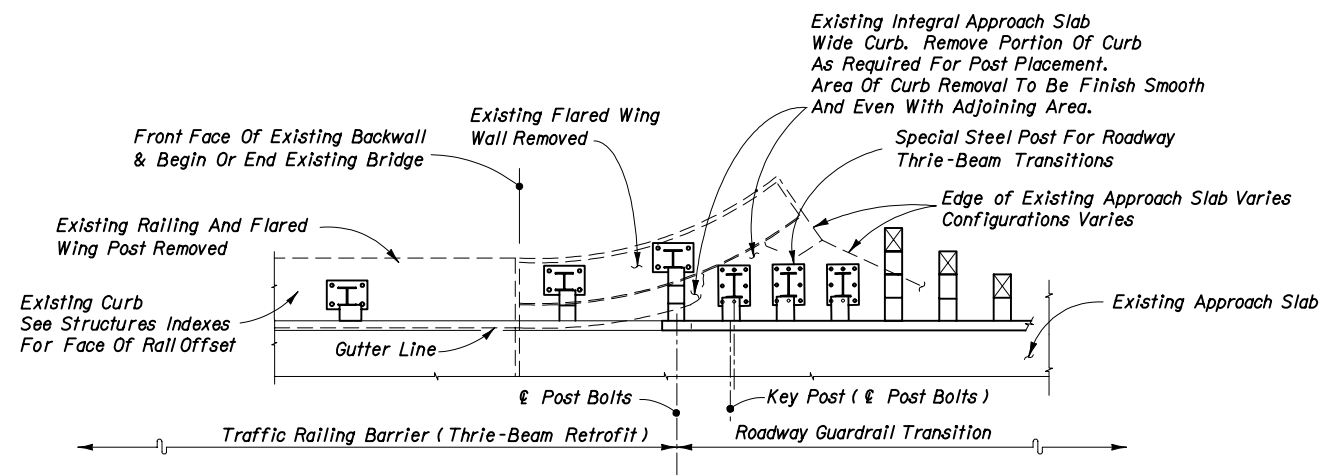 Existing Integral Approach Slab
Wide Curb. Remove Portion Of Curb
As Required For Post Placement.
Area Of Curb Removal To Be Finish Smooth
And Even With Adjoining Area.
Existing Flared Wing
Wall Removed
Front Face Of Existing Backwall
& Begin Or End Existing Bridge
Special Steel Post For Roadway
Thrie-Beam Transitions
Edge of Existing Approach Slab Varies
Configurations Varies
Existing Railing And Flared
Wing Post Removed
Existing Curb
See Structures Indexes
For Face Of Rail Offset
Existing Approach Slab
Gutter Line
℄ Post Bolts
Key Post ( ℄ Post Bolts )
Traffic Railing Barrier ( Thrie-Beam Retrofit )
Roadway Guardrail Transition